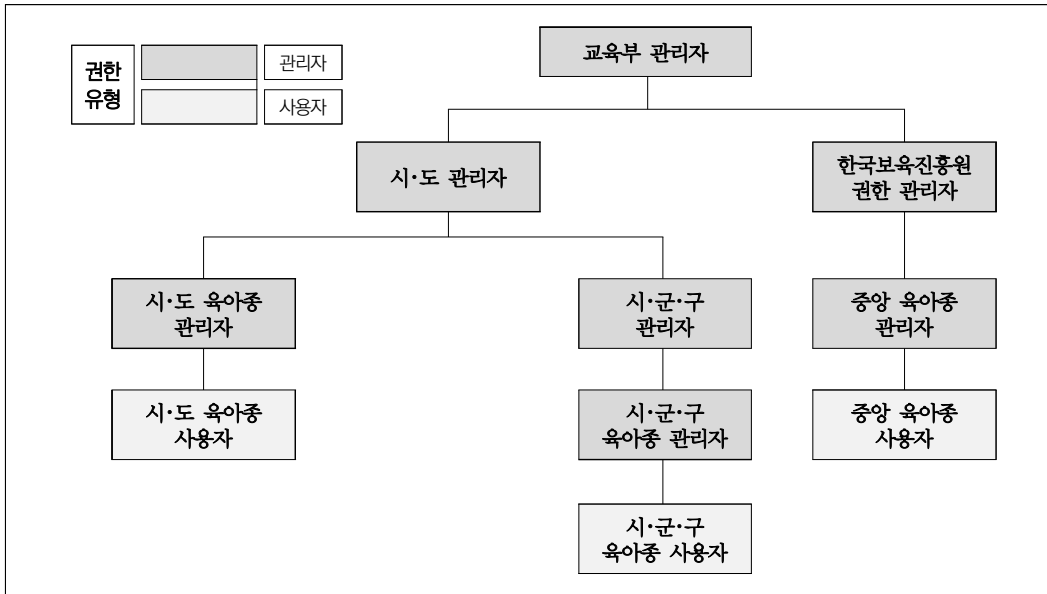 권한
유형
관리자
사용자
교육부 관리자
시·도 관리자
한국보육진흥원
권한 관리자
시·도 육아종
관리자
시·군·구
관리자
중앙 육아종
관리자
시·도 육아종
사용자
시·군·구
육아종 관리자
중앙 육아종
사용자
시·군·구
육아종 사용자